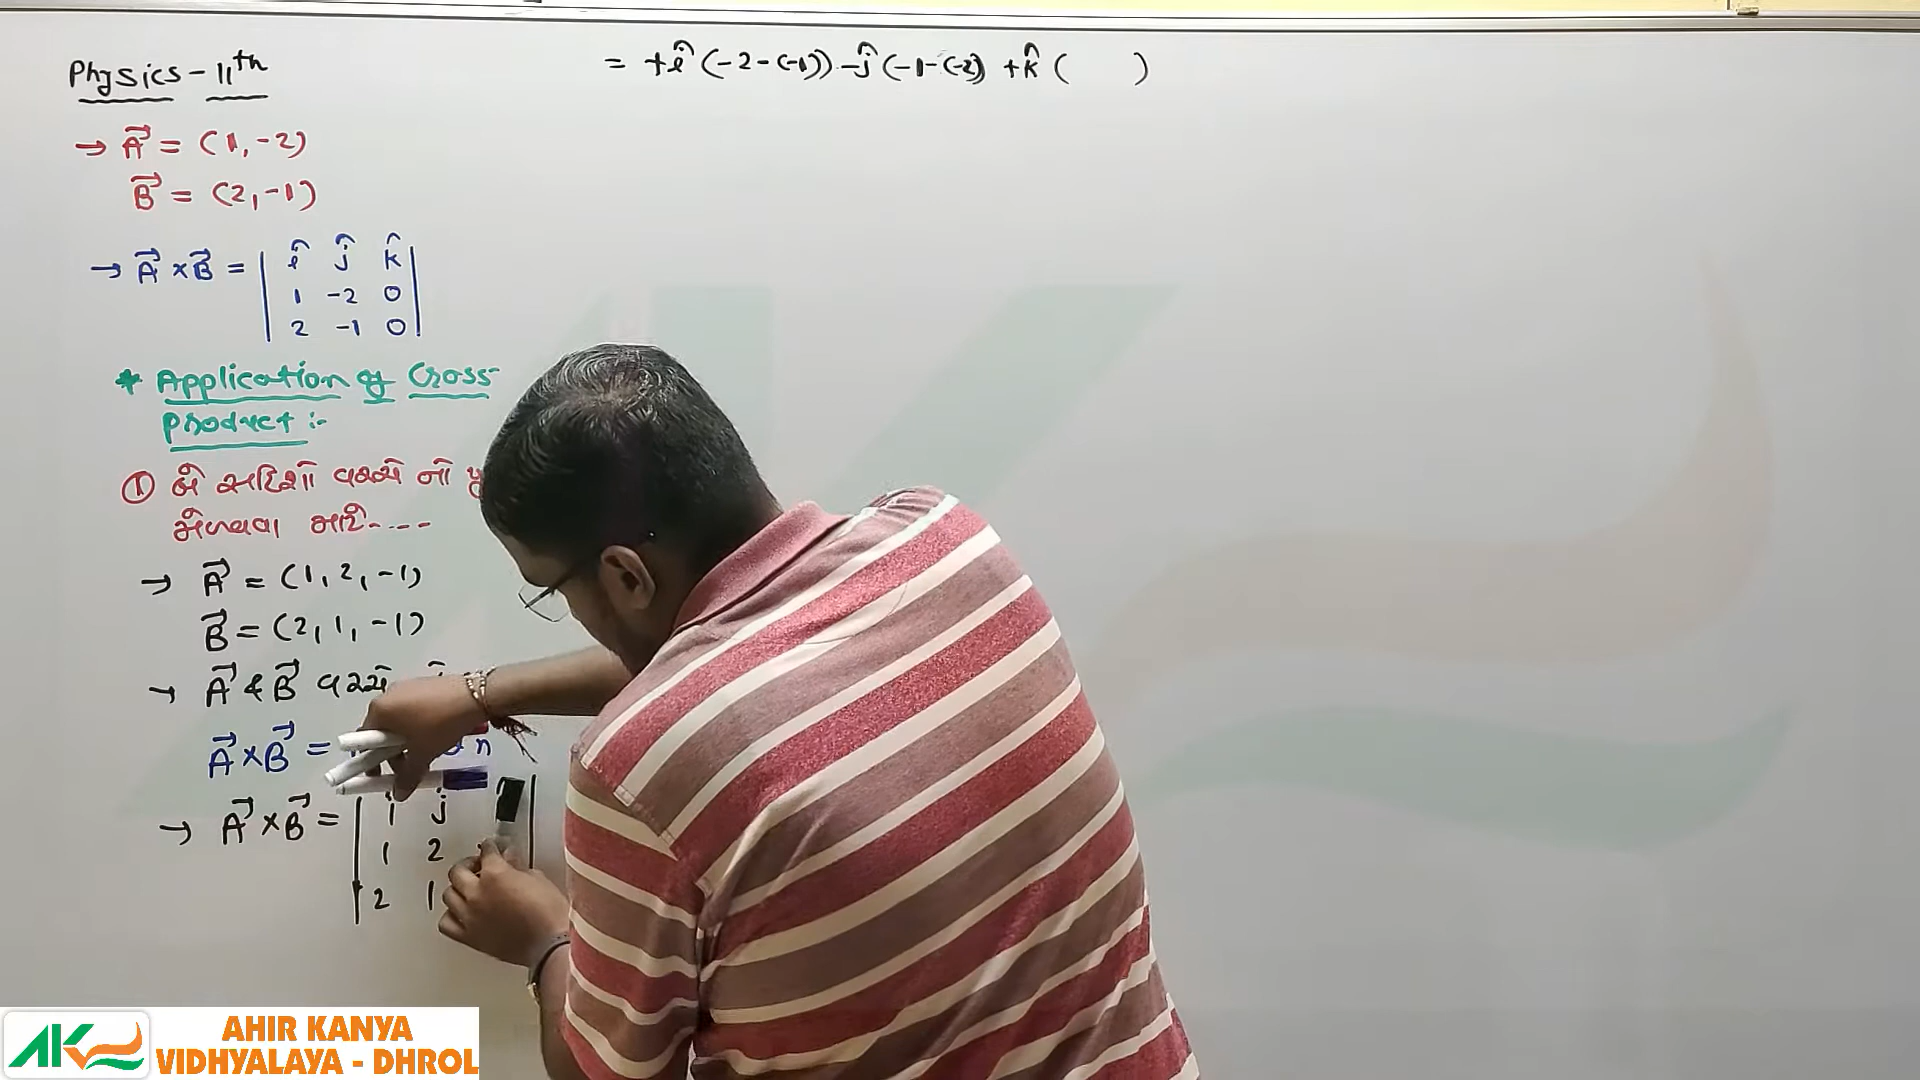 Physics - 11th
→ A⃗ = (1, -2)
B⃗ = (2, -1)
→ A⃗ × B⃗ = | î ĵ k̂ |
1 -2 0
2 -1 0
* Application of Cross-
Product :-
① બે સદિશો વચ્ચે નો
મેળવવા માટે----
→ A⃗ = (1, 2, -1)
B⃗ = (2, 1, -1)
→ A⃗ & B⃗ વચ્ચે
A⃗ × B⃗ =
→ A⃗ × B⃗ = | i j
1 2
2 1
= +î (-2-(-1)) -ĵ (-1-(-2)) +k̂ ( )
AK
AHIR KANYA
VIDHYALAYA - DHROL